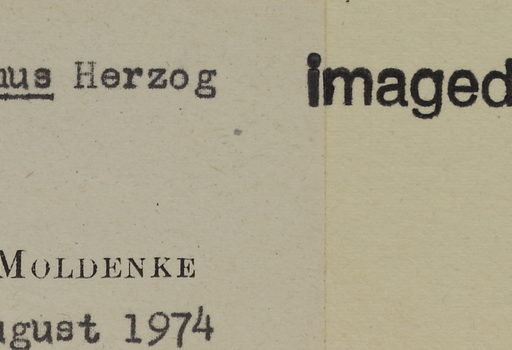 nus Herzog
imaged
MOLDENKE
ugust 1974